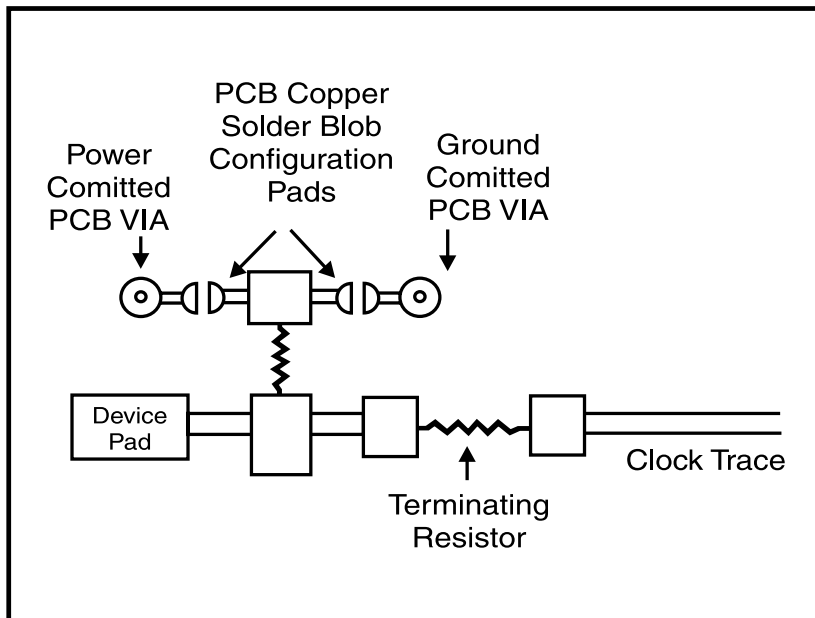 PCB Copper
Solder Blob
Configuration
Pads
Power
Comitted
PCB VIA
Ground
Comitted
PCB VIA
Device
Pad
Clock Trace
Terminating
Resistor